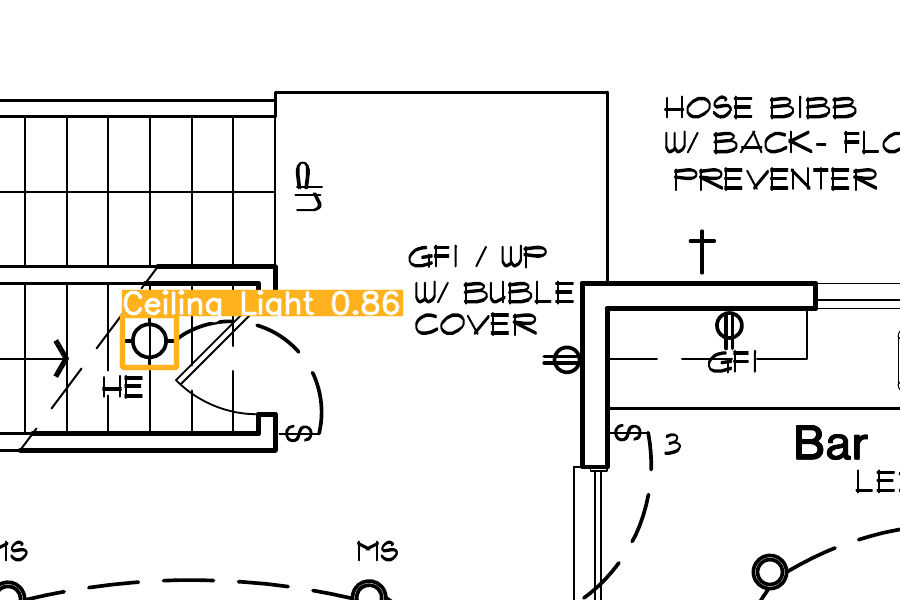 HOSE BIBB
W/ BACK- FLO
PREVENTER
UP
GFI / WP
W/ BUBLE
COVER
Ceiling Light 0.86
GFI
HE
S
S
3
Bar
LE
MS
MS